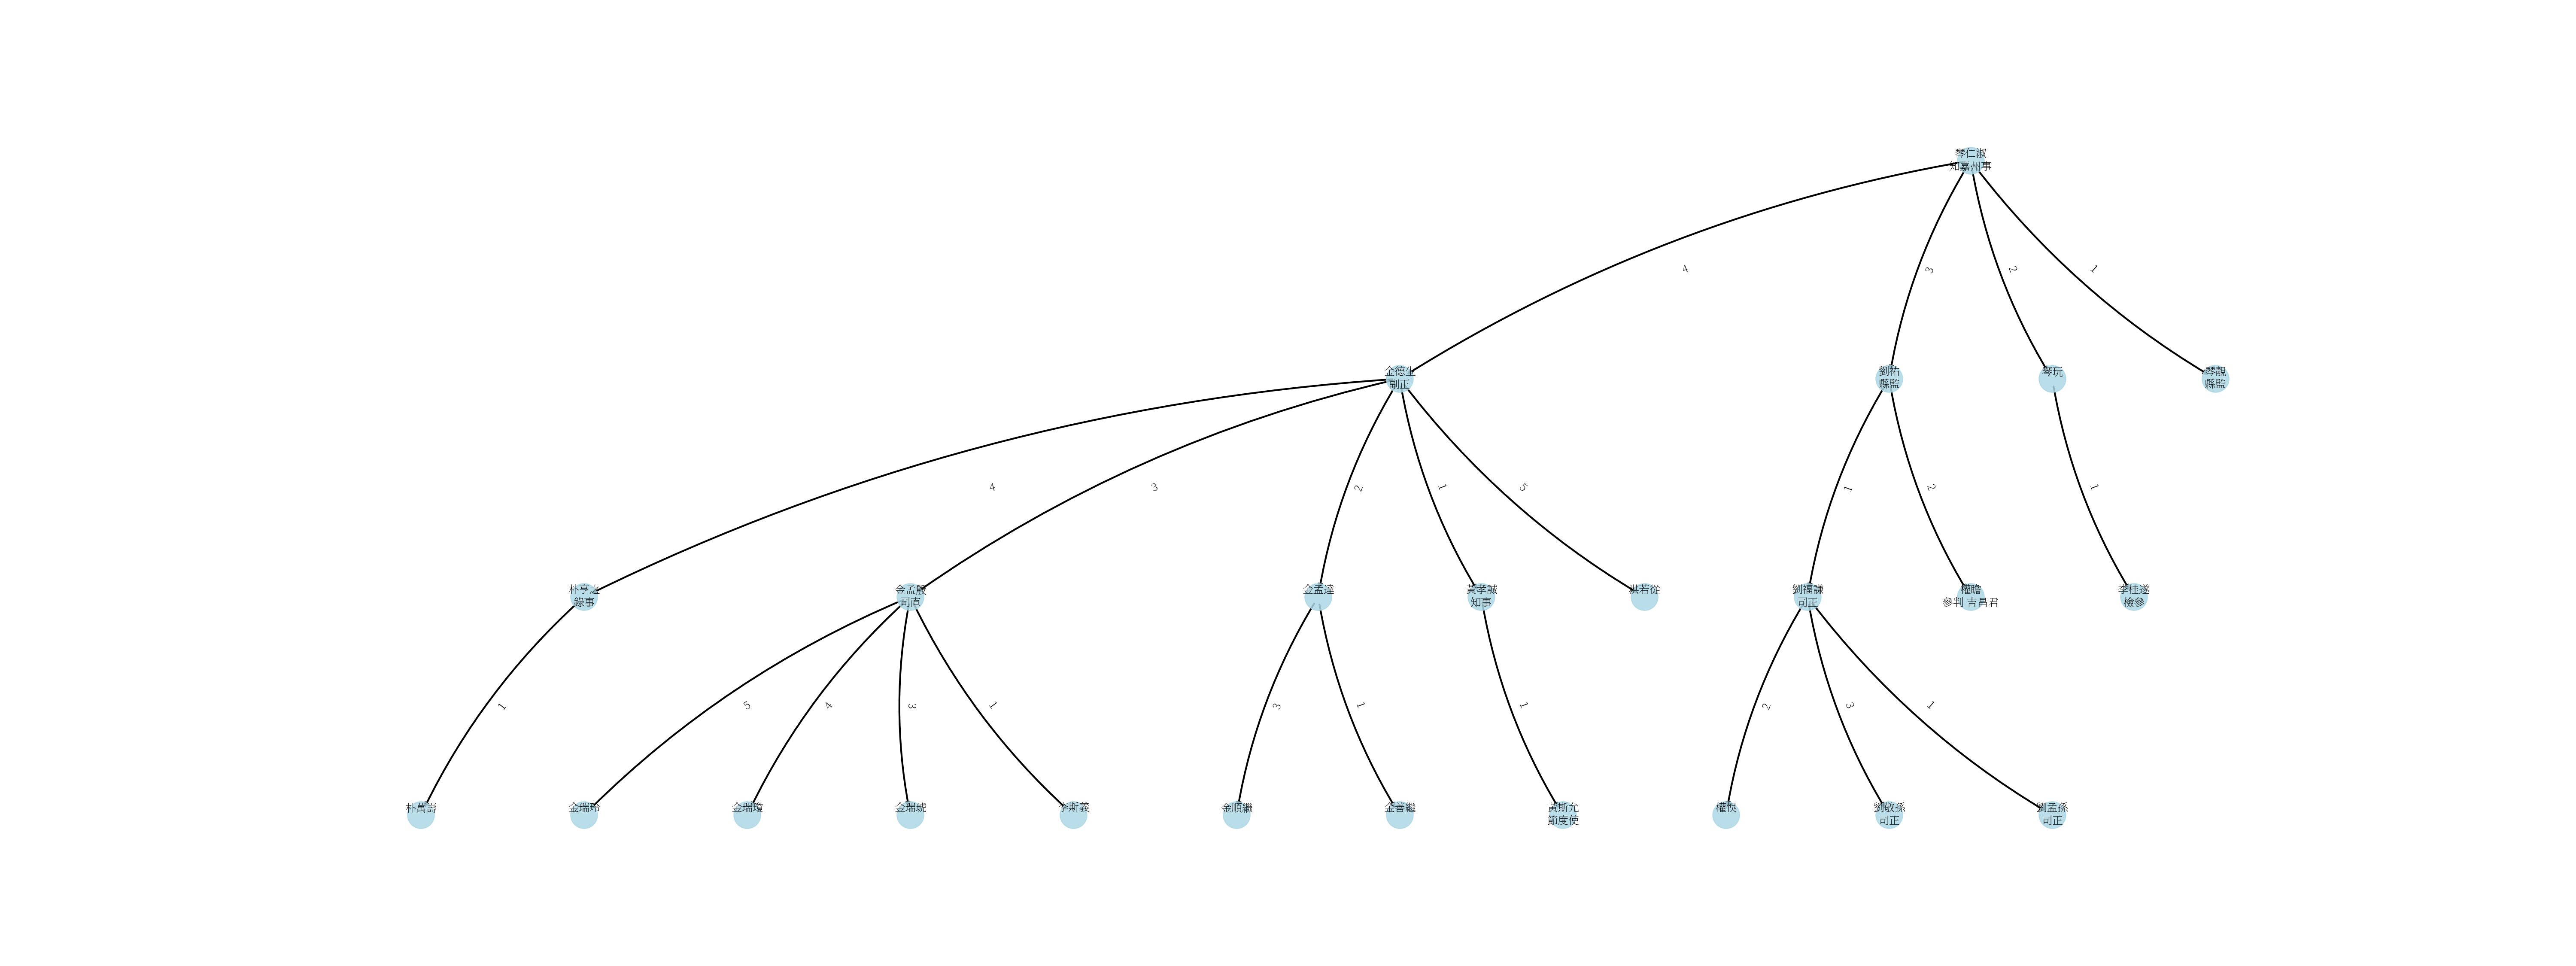 琴仁淑
知嘉州事
4
3
2
1
金德生
副正
劉祐
縣監
琴玩
琴靚
縣監
4
3
2
1
5
1
2
1
朴亨之
錄事
金孟殷
司直
金孟達
黃孝誠
知事
洪若從
劉福謙
司正
權瞻
參判 吉昌君
李桂遂
檢參
1
5
4
3
1
3
1
1
2
3
1
朴萬壽
金瑞玲
金瑞瓊
金瑞琥
李斯義
金順繼
金善繼
黃斯允
節度使
權悞
劉敬孫
司正
劉孟孫
司正